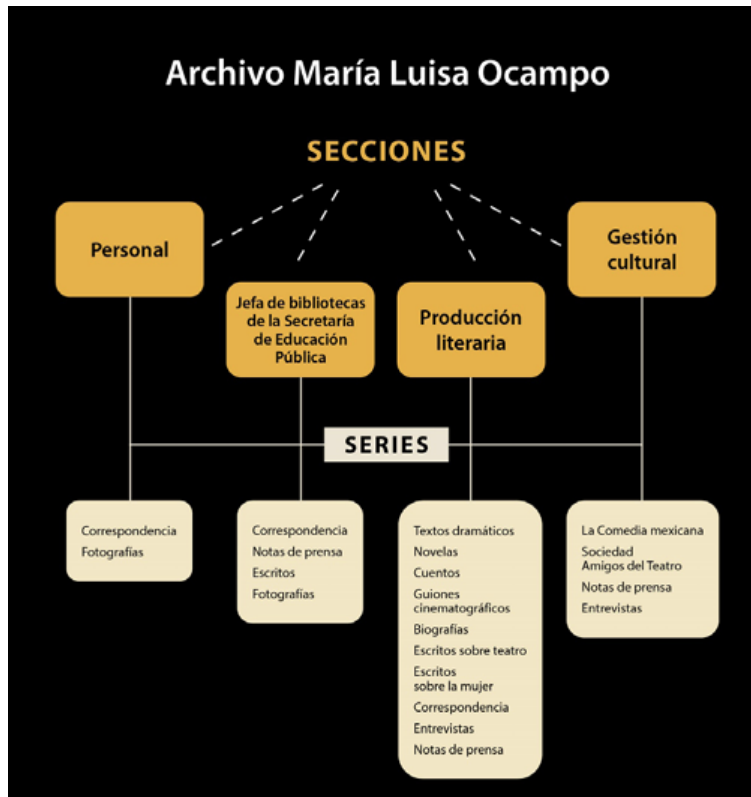 Archivo María Luisa Ocampo
SECCIONES
Personal
Jefa de bibliotecas
de la Secretaría
de Educación
Pública
Producción
literaria
Gestión
cultural
SERIES
Correspondencia
Fotografías
Correspondencia
Notas de prensa
Escritos
Fotografías
Textos dramáticos
Novelas
Cuentos
Guiones
cinematográficos
Biografías
Escritos sobre teatro
Escritos
sobre la mujer
Correspondencia
Entrevistas
Notas de prensa
La Comedia mexicana
Sociedad
Amigos del Teatro
Notas de prensa
Entrevistas